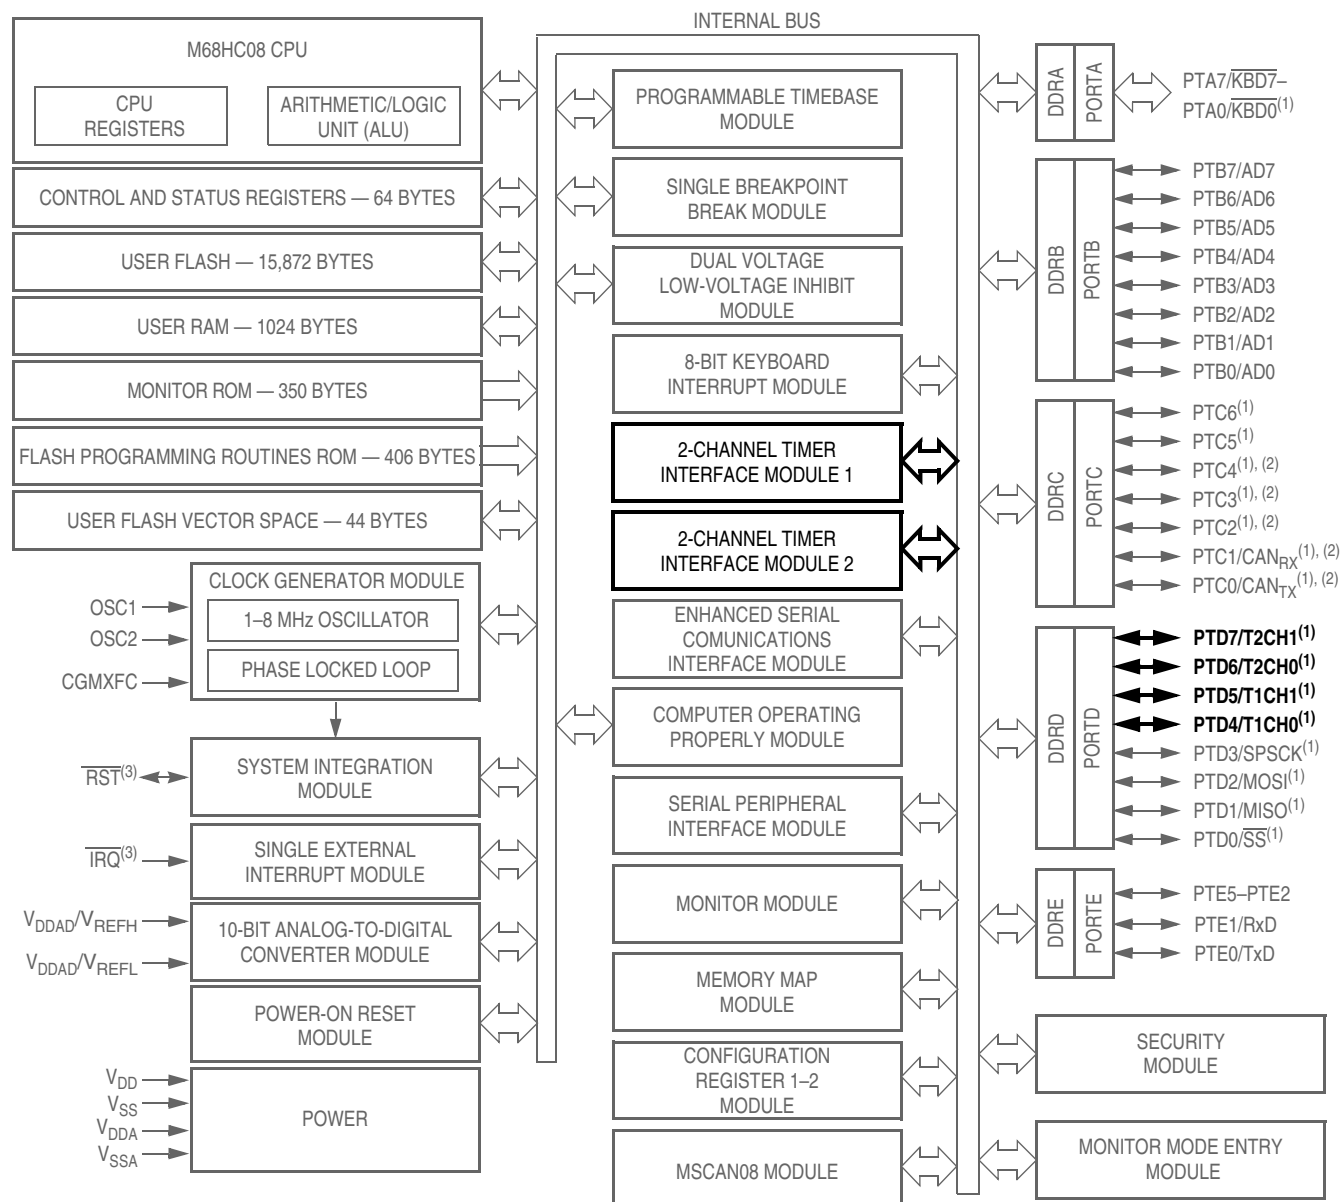 INTERNAL BUS
M68HC08 CPU
CPU
REGISTERS
ARITHMETIC/LOGIC
UNIT (ALU)
CONTROL AND STATUS REGISTERS — 64 BYTES
USER FLASH — 15,872 BYTES
USER RAM — 1024 BYTES
MONITOR ROM — 350 BYTES
FLASH PROGRAMMING ROUTINES ROM — 406 BYTES
USER FLASH VECTOR SPACE — 44 BYTES
CLOCK GENERATOR MODULE
1–8 MHz OSCILLATOR
PHASE LOCKED LOOP
OSC1
OSC2
CGMXFC
SYSTEM INTEGRATION
MODULE
RST(3)
SINGLE EXTERNAL
INTERRUPT MODULE
IRQ(3)
10-BIT ANALOG-TO-DIGITAL
CONVERTER MODULE
VDDAD/VREFH
VDDAD/VREFL
POWER-ON RESET
MODULE
POWER
VDD
VSS
VDDA
VSSA
PROGRAMMABLE TIMEBASE
MODULE
SINGLE BREAKPOINT
BREAK MODULE
DUAL VOLTAGE
LOW-VOLTAGE INHIBIT
MODULE
8-BIT KEYBOARD
INTERRUPT MODULE
2-CHANNEL TIMER
INTERFACE MODULE 1
2-CHANNEL TIMER
INTERFACE MODULE 2
ENHANCED SERIAL
COMUNICATIONS
INTERFACE MODULE
COMPUTER OPERATING
PROPERLY MODULE
SERIAL PERIPHERAL
INTERFACE MODULE
MONITOR MODULE
MEMORY MAP
MODULE
CONFIGURATION
REGISTER 1–2
MODULE
MSCAN08 MODULE
DDRA
PORTA
PTA7/KBD7–
PTA0/KBD0(1)
DDRB
PORTB
PTB7/AD7
PTB6/AD6
PTB5/AD5
PTB4/AD4
PTB3/AD3
PTB2/AD2
PTB1/AD1
PTB0/AD0
DDRC
PORTC
PTC6(1)
PTC5(1)
PTC4(1), (2)
PTC3(1), (2)
PTC2(1), (2)
PTC1/CANRX(1), (2)
PTC0/CANTX(1), (2)
DDRD
PORTD
PTD7/T2CH1(1)
PTD6/T2CH0(1)
PTD5/T1CH1(1)
PTD4/T1CH0(1)
PTD3/SPSCK(1)
PTD2/MOSI(1)
PTD1/MISO(1)
PTD0/SS(1)
DDRE
PORTE
PTE5–PTE2
PTE1/RxD
PTE0/TxD
SECURITY
MODULE
MONITOR MODE ENTRY
MODULE